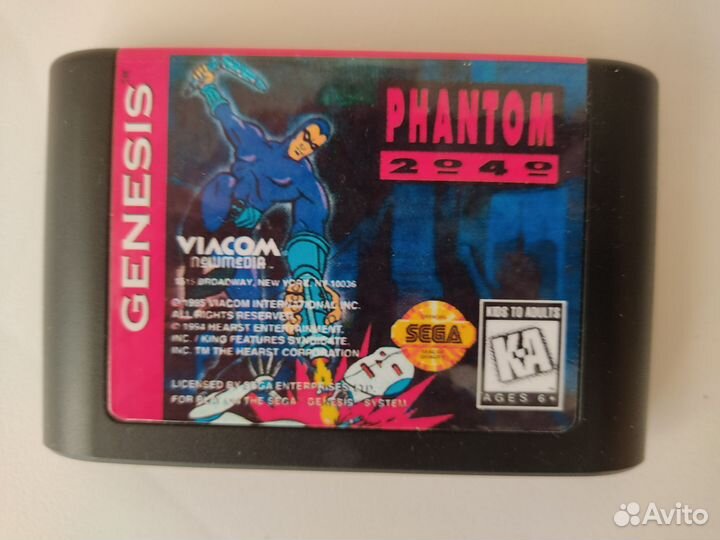 GENESIS
PHANTOM
2040
VIACOM
newmedia
1515 BROADWAY, NEW YORK, NY 10036
© 1995 VIACOM INTERNATIONAL INC.
ALL RIGHTS RESERVED.
© 1994 HEARST ENTERTAINMENT,
INC. / KING FEATURES SYNDICATE,
INC. TM THE HEARST CORPORATION
LICENSED BY SEGA ENTERPRISES, LTD.
FOR PLAY ON THE SEGA GENESIS SYSTEM
SEGA
KIDS TO ADULTS
K-A
AGES 6+
Avito